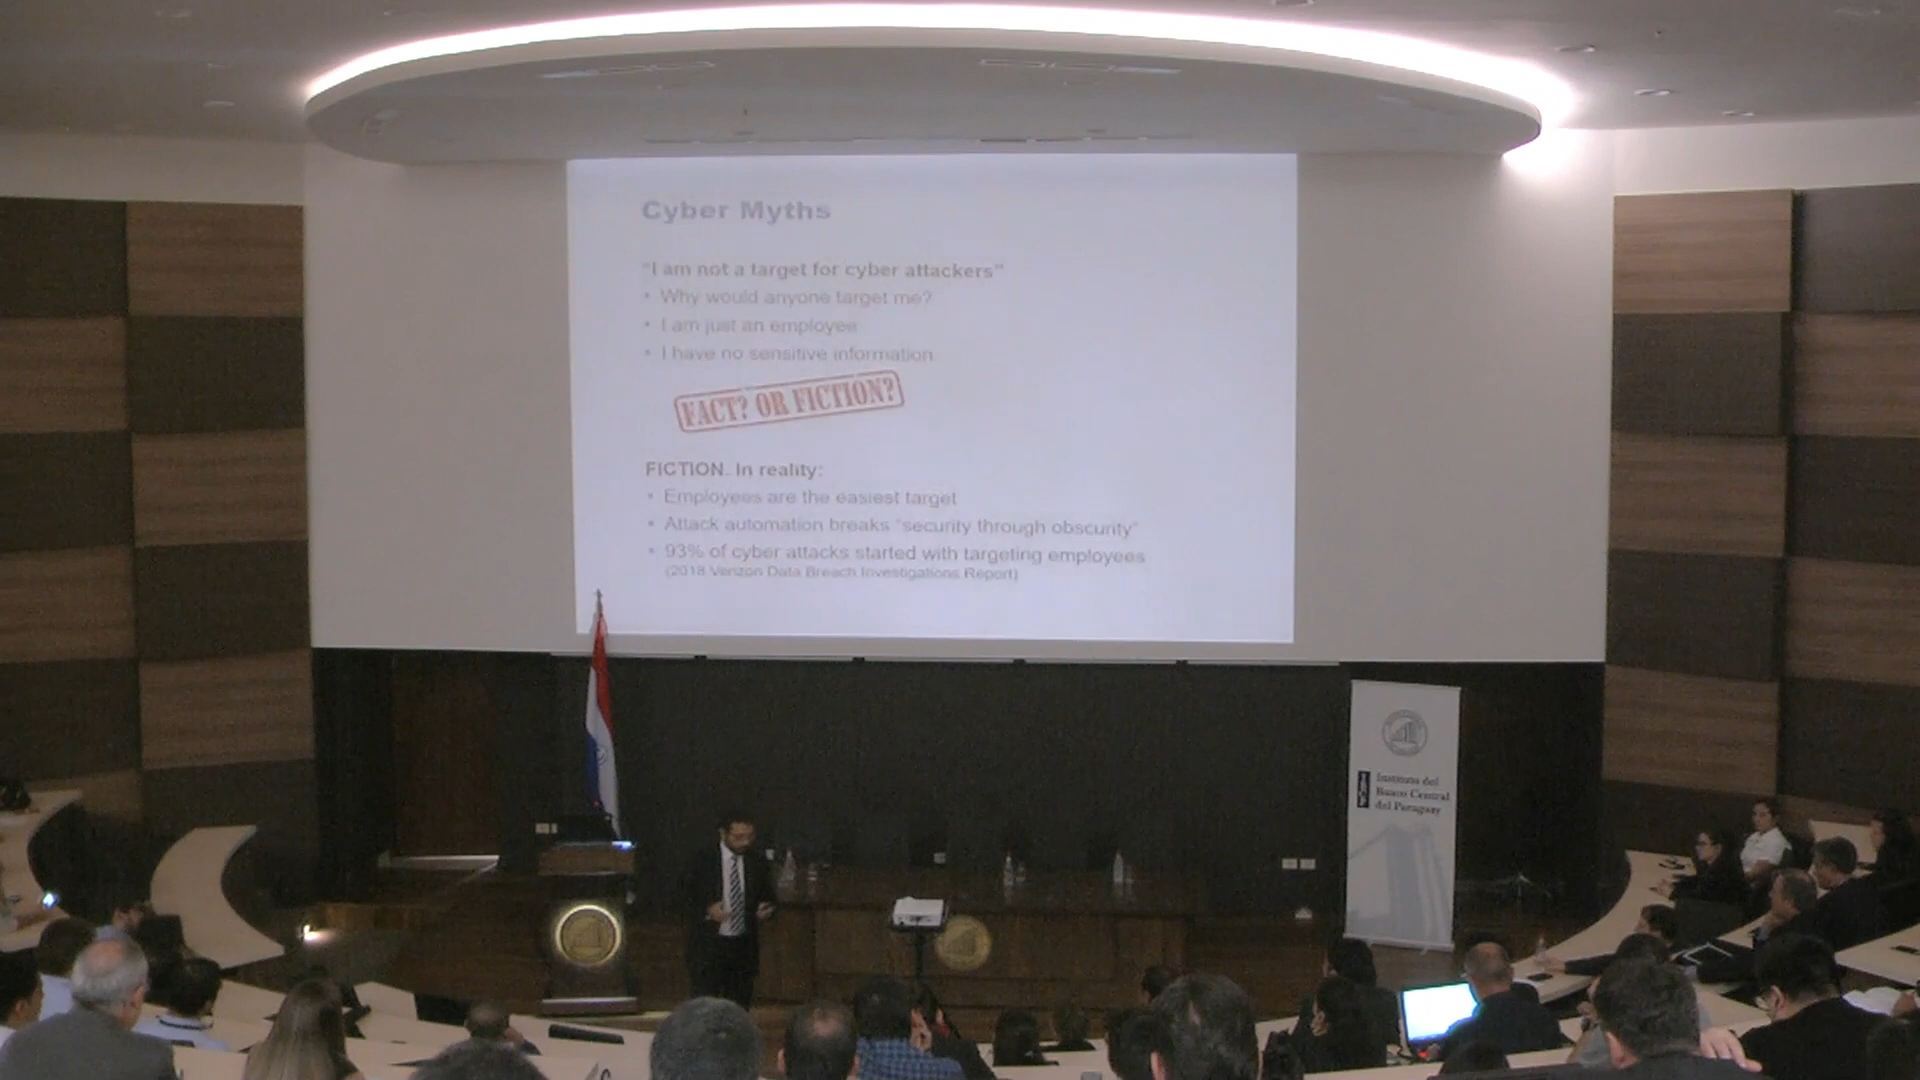 Cyber Myths
"I am not a target for cyber attackers"
• Why would anyone target me?
• I am just an employee
• I have no sensitive information
FACT? OR FICTION?
FICTION. In reality:
• Employees are the easiest target
• Attack automation breaks "security through obscurity"
• 93% of cyber attacks started with targeting employees
(2018 Verizon Data Breach Investigations Report)
Instituto del
Banco Central
del Paraguay